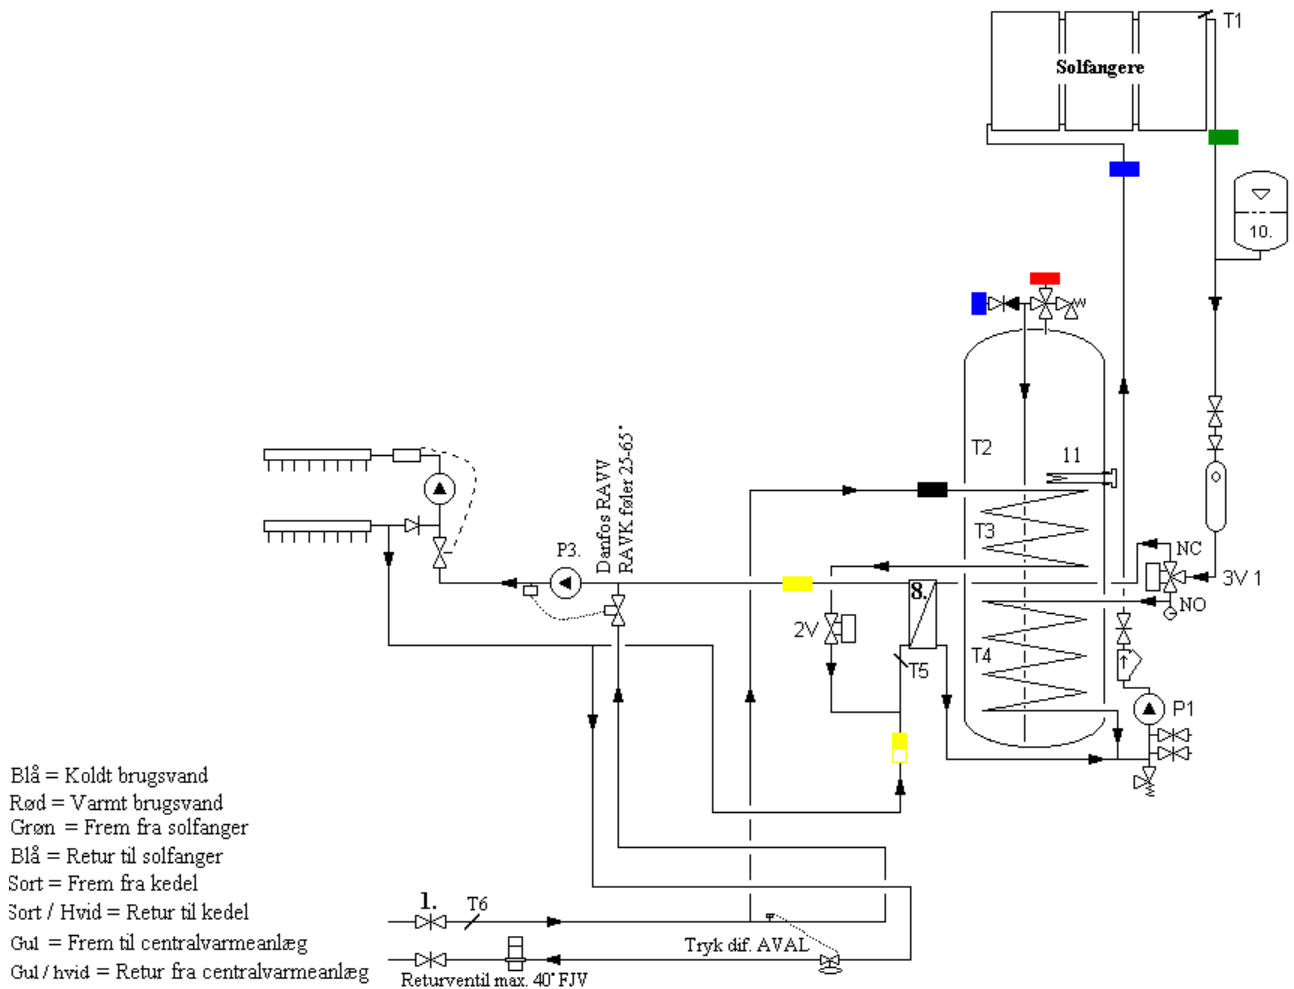 T1
Solfangere
10.
T2
11
T3
NC
3V 1
NO
Danfos RAVV
RAVK føler 25-65°
P3.
8.
2V
T4
T5
P1
Blå = Koldt brugsvand
Rød = Varmt brugsvand
Grøn = Frem fra solfanger
Blå = Retur til solfanger
Sort = Frem fra kedel
Sort / Hvid = Retur til kedel
Gul = Frem til centralvarmeanlæg
Gul / hvid = Retur fra centralvarmeanlæg
1.
T6
Tryk dif. AVAL
Returventil max. 40° FJV